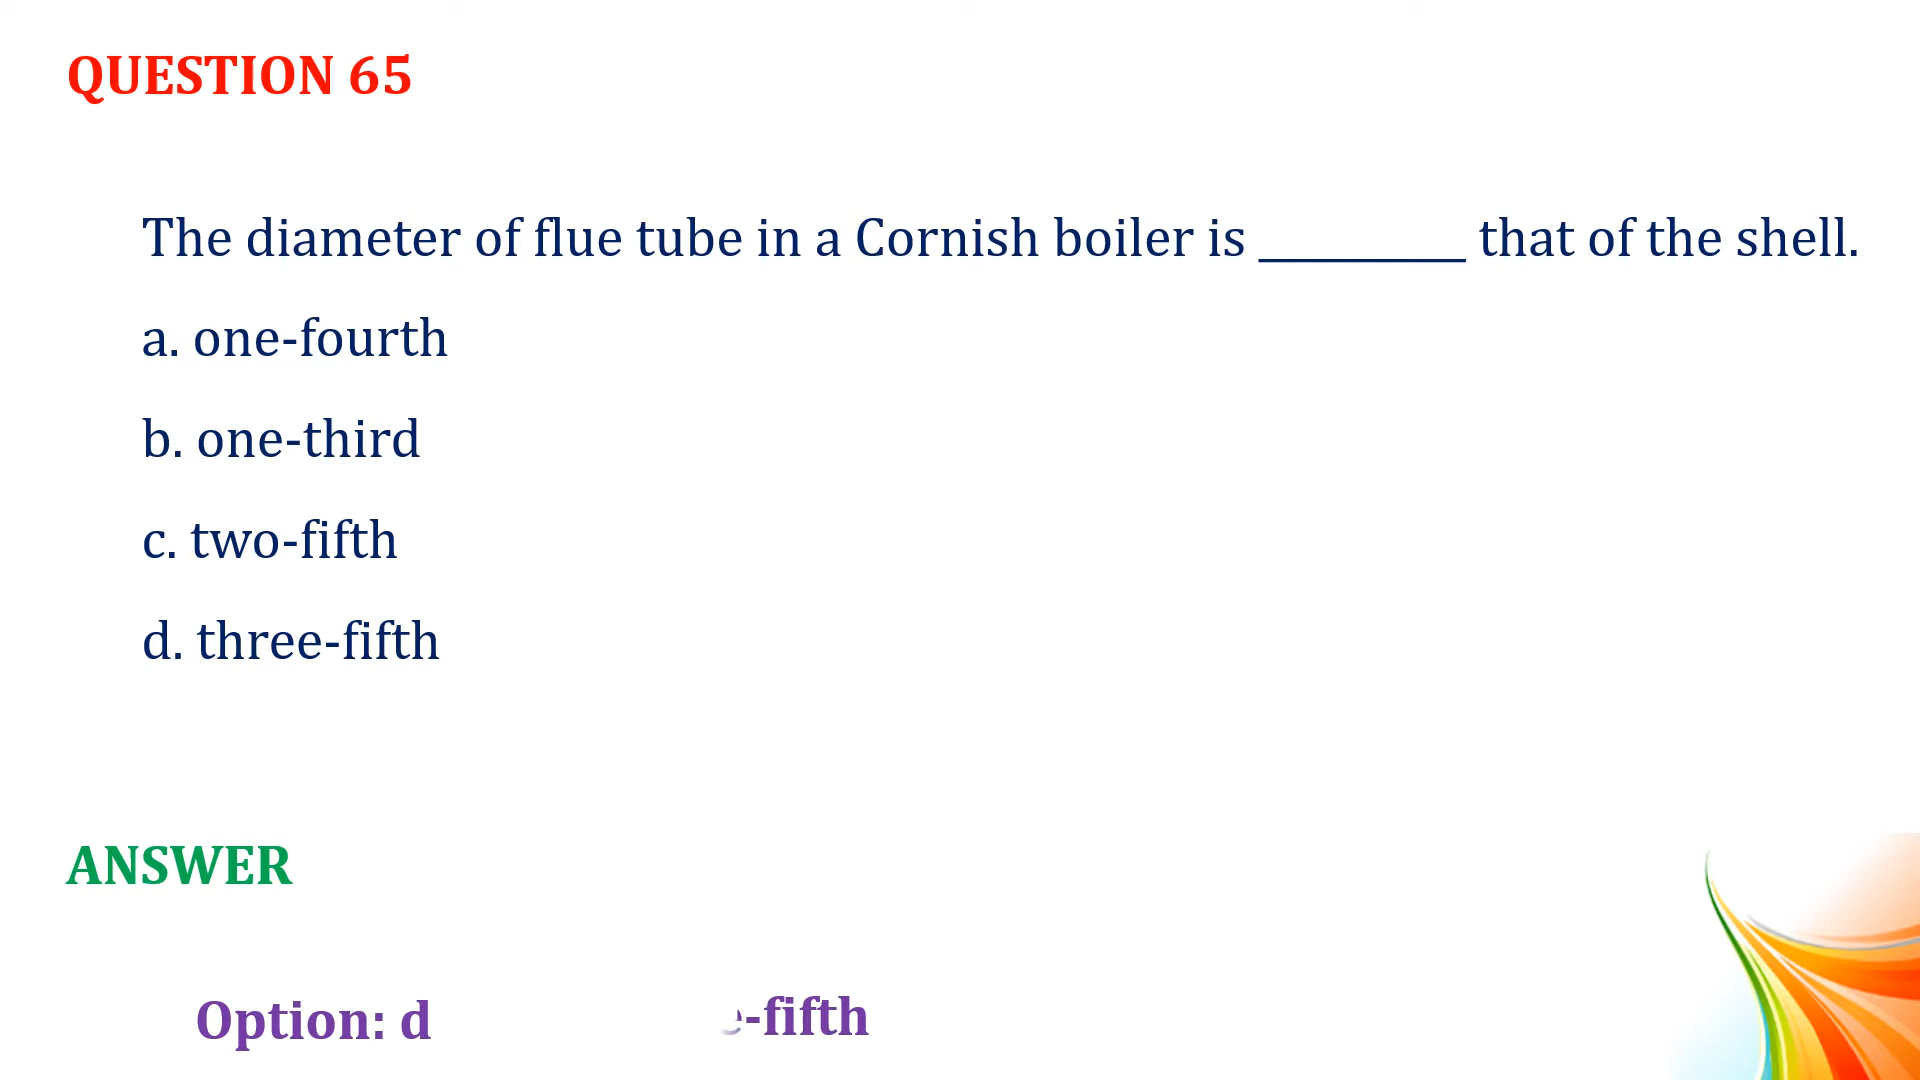 QUESTION 65
The diameter of flue tube in a Cornish boiler is ________ that of the shell.
a. one-fourth
b. one-third
c. two-fifth
d. three-fifth
ANSWER
Option: d -fifth